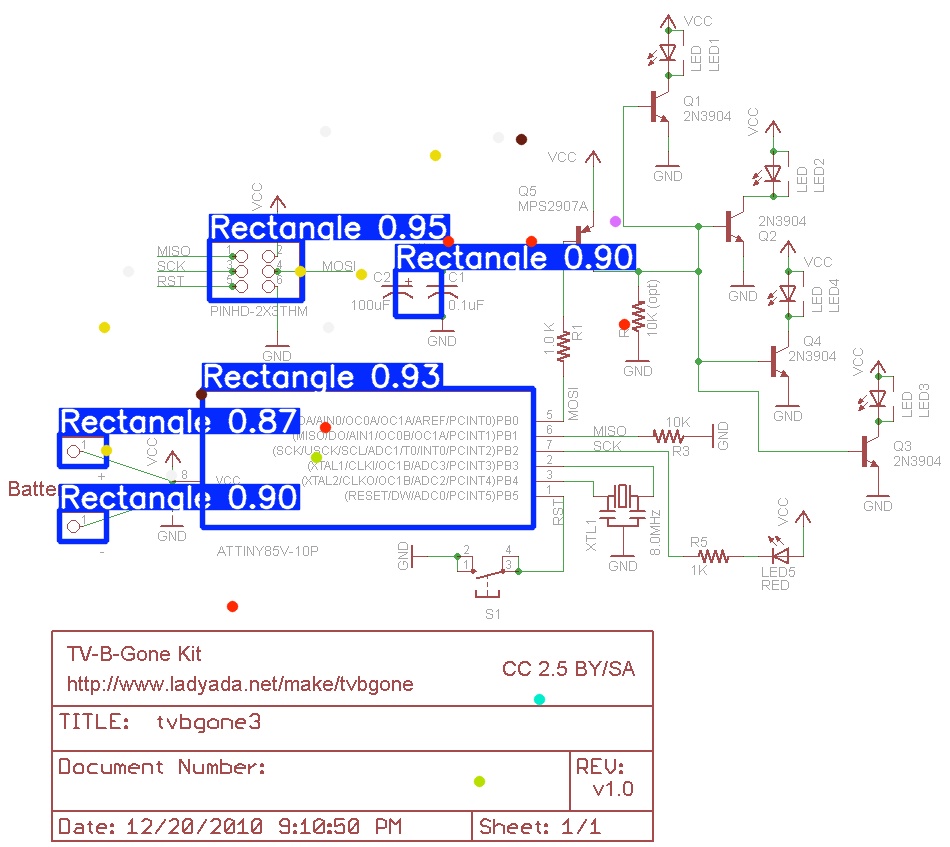 VCC
LED
LED1
Q1
2N3904
GND
VCC
LED
LED2
2N3904
Q2
GND
VCC
Q5
MPS2907A
VCC
Rectangle 0.95
MISO
SCK
RST
1
2
3
4
5
6
MOSI
PINHD-2X3THM
GND
Rectangle 0.90
C2
+
100uF
C1
0.1uF
GND
1.0 K
R1
10K (opt)
GND
VCC
LED
LED4
Q4
2N3904
GND
VCC
LED
LED3
Q3
2N3904
GND
Rectangle 0.93
Rectangle 0.87
1
+
VCC
8
VCC
Batte
Rectangle 0.90
1
-
GND
/AIN0/OC0A/OC1A/AREF/PCINT0)PB0
(MISO/DO/AIN1/OC0B/OC1A/PCINT1)PB1
(SCK/USCK/SCL/ADC1/T0/INT0/PCINT2)PB2
(XTAL1/CLKI/OC1B/ADC3/PCINT3)PB3
(XTAL2/CLKO/OC1B/ADC2/PCINT4)PB4
(RESET/DW/ADC0/PCINT5)PB5
5
6
7
2
3
1
MOSI
MISO
SCK
RST
10K
R3
GND
ATTINY85V-10P
XTL1
8.0MHz
GND
GND
2
1
4
3
S1
R5
1K
VCC
LED5
RED
TV-B-Gone Kit
http://www.ladyada.net/make/tvbgone
CC 2.5 BY/SA
TITLE: tvbgone3
Document Number:
REV:
v1.0
Date: 12/20/2010 9:10:50 PM
Sheet: 1/1